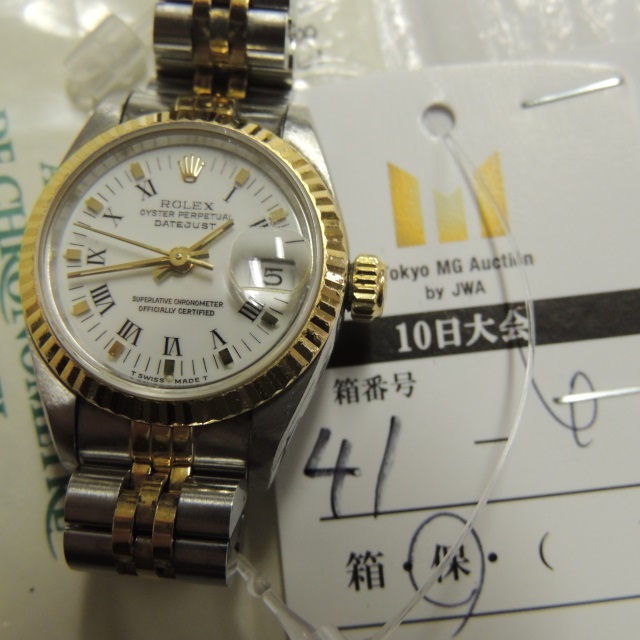 ROLEX
OYSTER PERPETUAL
DATEJUST
5
SUPERLATIVE CHRONOMETER
OFFICIALLY CERTIFIED
T SWISS MADE T
okyo MG Auction
by JWA
10日大会
箱番号
41 -
箱・保・(